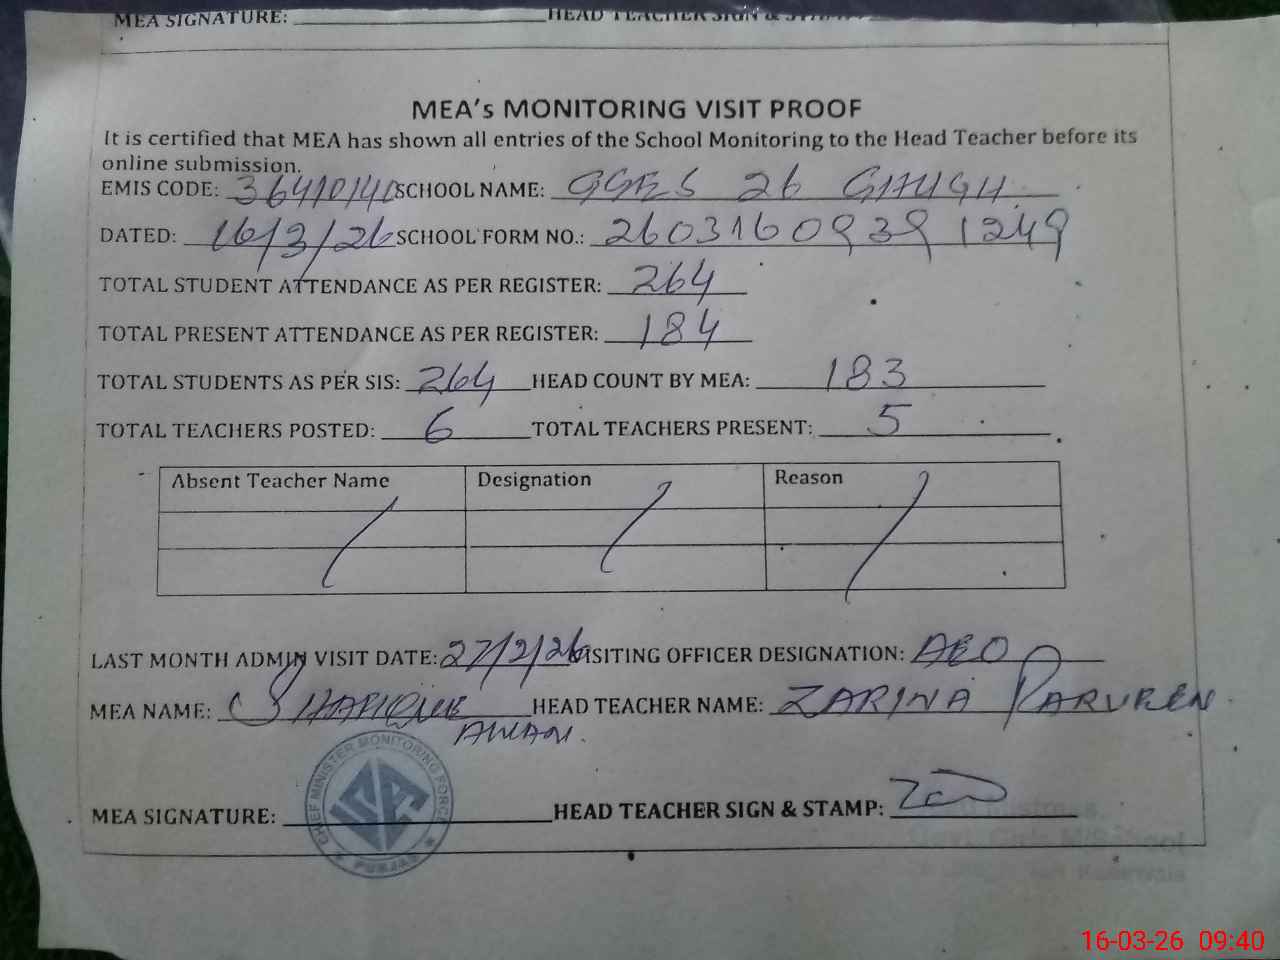 MEA SIGNATURE: HEAD TEACHER SIGN & STAMP
MEA's MONITORING VISIT PROOF
It is certified that MEA has shown all entries of the School Monitoring to the Head Teacher before its
online submission.
EMIS CODE: 36410140 SCHOOL NAME: GGES 26
DATED: 16/3/26 SCHOOL FORM NO.: 2603160939 1249
TOTAL STUDENT ATTENDANCE AS PER REGISTER: 264
TOTAL PRESENT ATTENDANCE AS PER REGISTER: 184
TOTAL STUDENTS AS PER SIS: 264 HEAD COUNT BY MEA: 183
TOTAL TEACHERS POSTED: 6 TOTAL TEACHERS PRESENT: 5
Absent Teacher Name Designation Reason
LAST MONTH ADMIN VISIT DATE: 27/2/26 VISITING OFFICER DESIGNATION: AEO
MEA NAME: HEAD TEACHER NAME: ZARINA PARVEEN
AWAN.
CHIEF MINISTER MONITORING FORCE
PUNJAB
MEA SIGNATURE: HEAD TEACHER SIGN & STAMP:
16-03-26 09:40